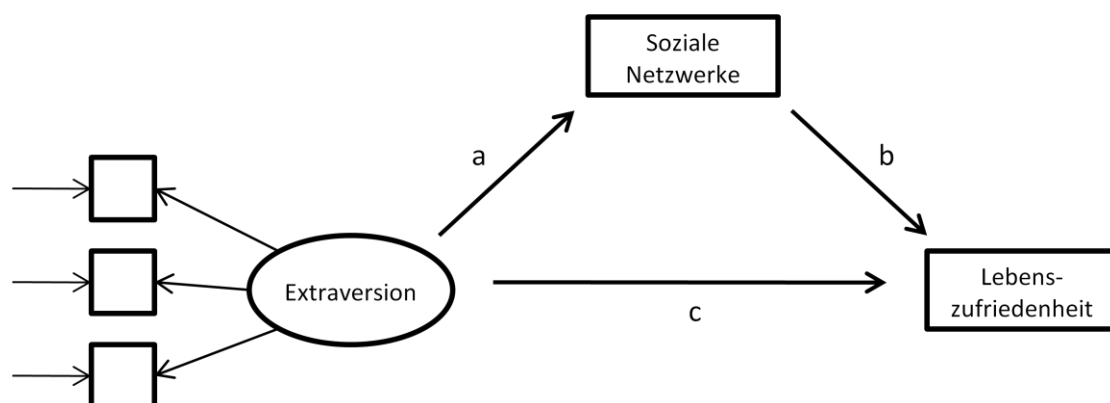 Soziale
Netzwerke
a
b
Extraversion
c
Lebens-
zufriedenheit